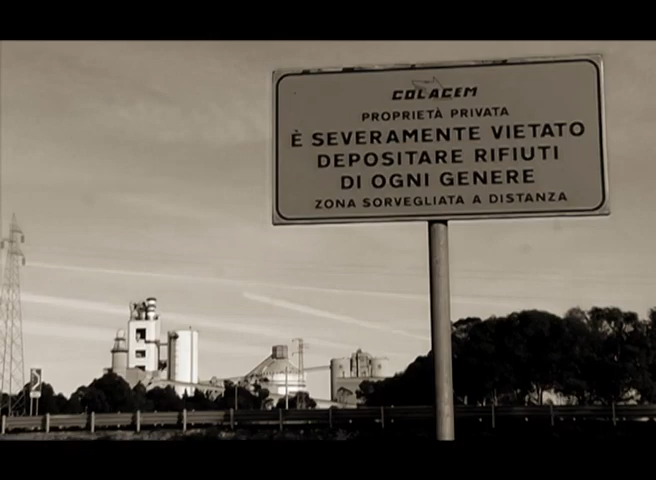 COLACEM
PROPRIETÀ PRIVATA
È SEVERAMENTE VIETATO
DEPOSITARE RIFIUTI
DI OGNI GENERE
ZONA SORVEGLIATA A DISTANZA